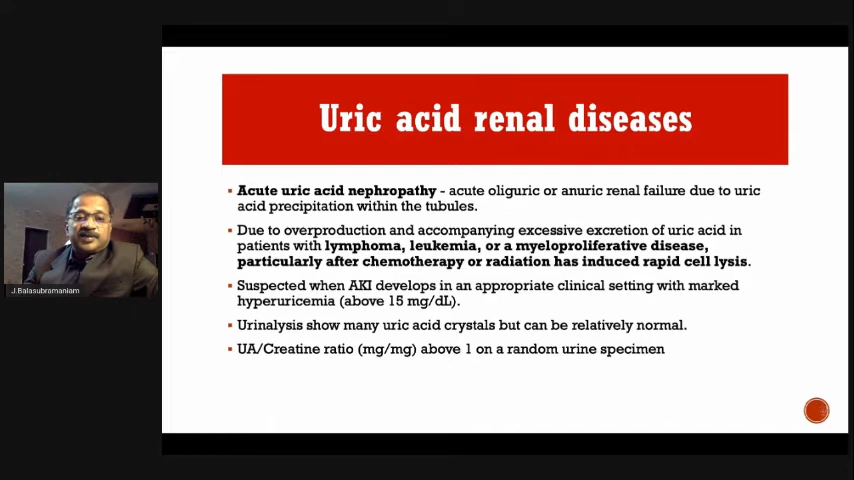 Uric acid renal diseases
▪ Acute uric acid nephropathy - acute oliguric or anuric renal failure due to uric
acid precipitation within the tubules.
▪ Due to overproduction and accompanying excessive excretion of uric acid in
patients with lymphoma, leukemia, or a myeloproliferative disease,
particularly after chemotherapy or radiation has induced rapid cell lysis.
▪ Suspected when AKI develops in an appropriate clinical setting with marked
hyperuricemia (above 15 mg/dL).
▪ Urinalysis show many uric acid crystals but can be relatively normal.
▪ UA/Creatine ratio (mg/mg) above 1 on a random urine specimen
J.Balasubramaniam